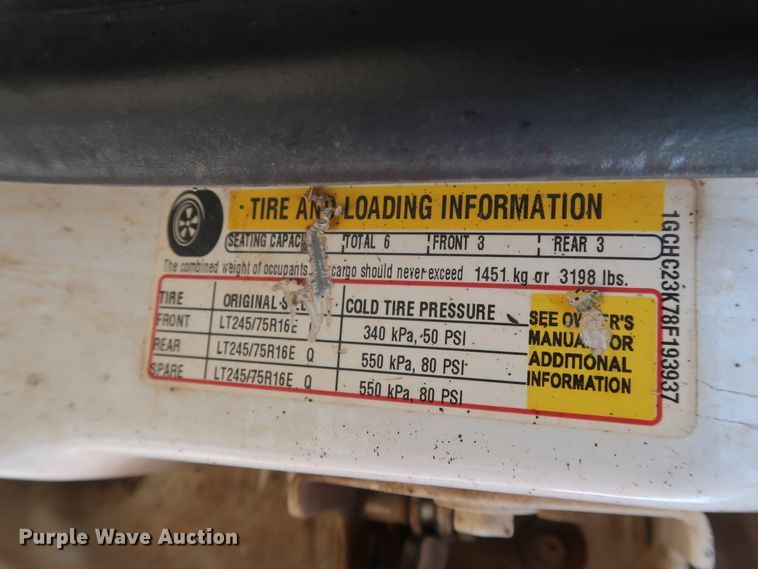 TIRE AND LOADING INFORMATION
SEATING CAPACI TOTAL 6 FRONT 3 REAR 3
The combined weight of occupants cargo should never exceed 1451 kg or 3198 lbs.
TIRE ORIGINAL COLD TIRE PRESSURE
FRONT LT245/75R16E 340 kPa, 50 PSI
REAR LT245/75R16E Q 550 kPa, 80 PSI
SPARE LT245/75R16E Q 550 kPa, 80 PSI
SEE OWNER'S
MANUAL FOR
ADDITIONAL
INFORMATION
1GCHC23K78F193937
Purple Wave Auction